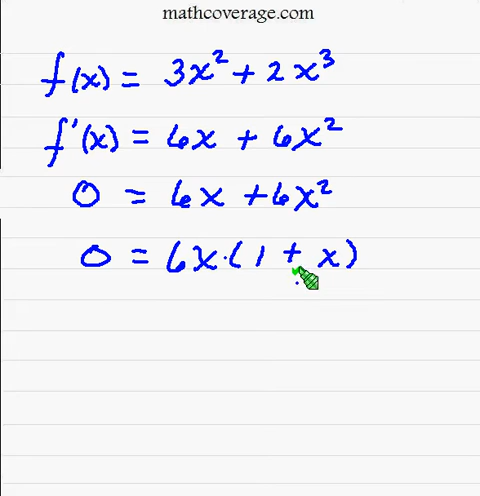 mathcoverage.com
f(x) = 3x² + 2x³
f'(x) = 6x + 6x²
0 = 6x + 6x²
0 = 6x·(1 + x)